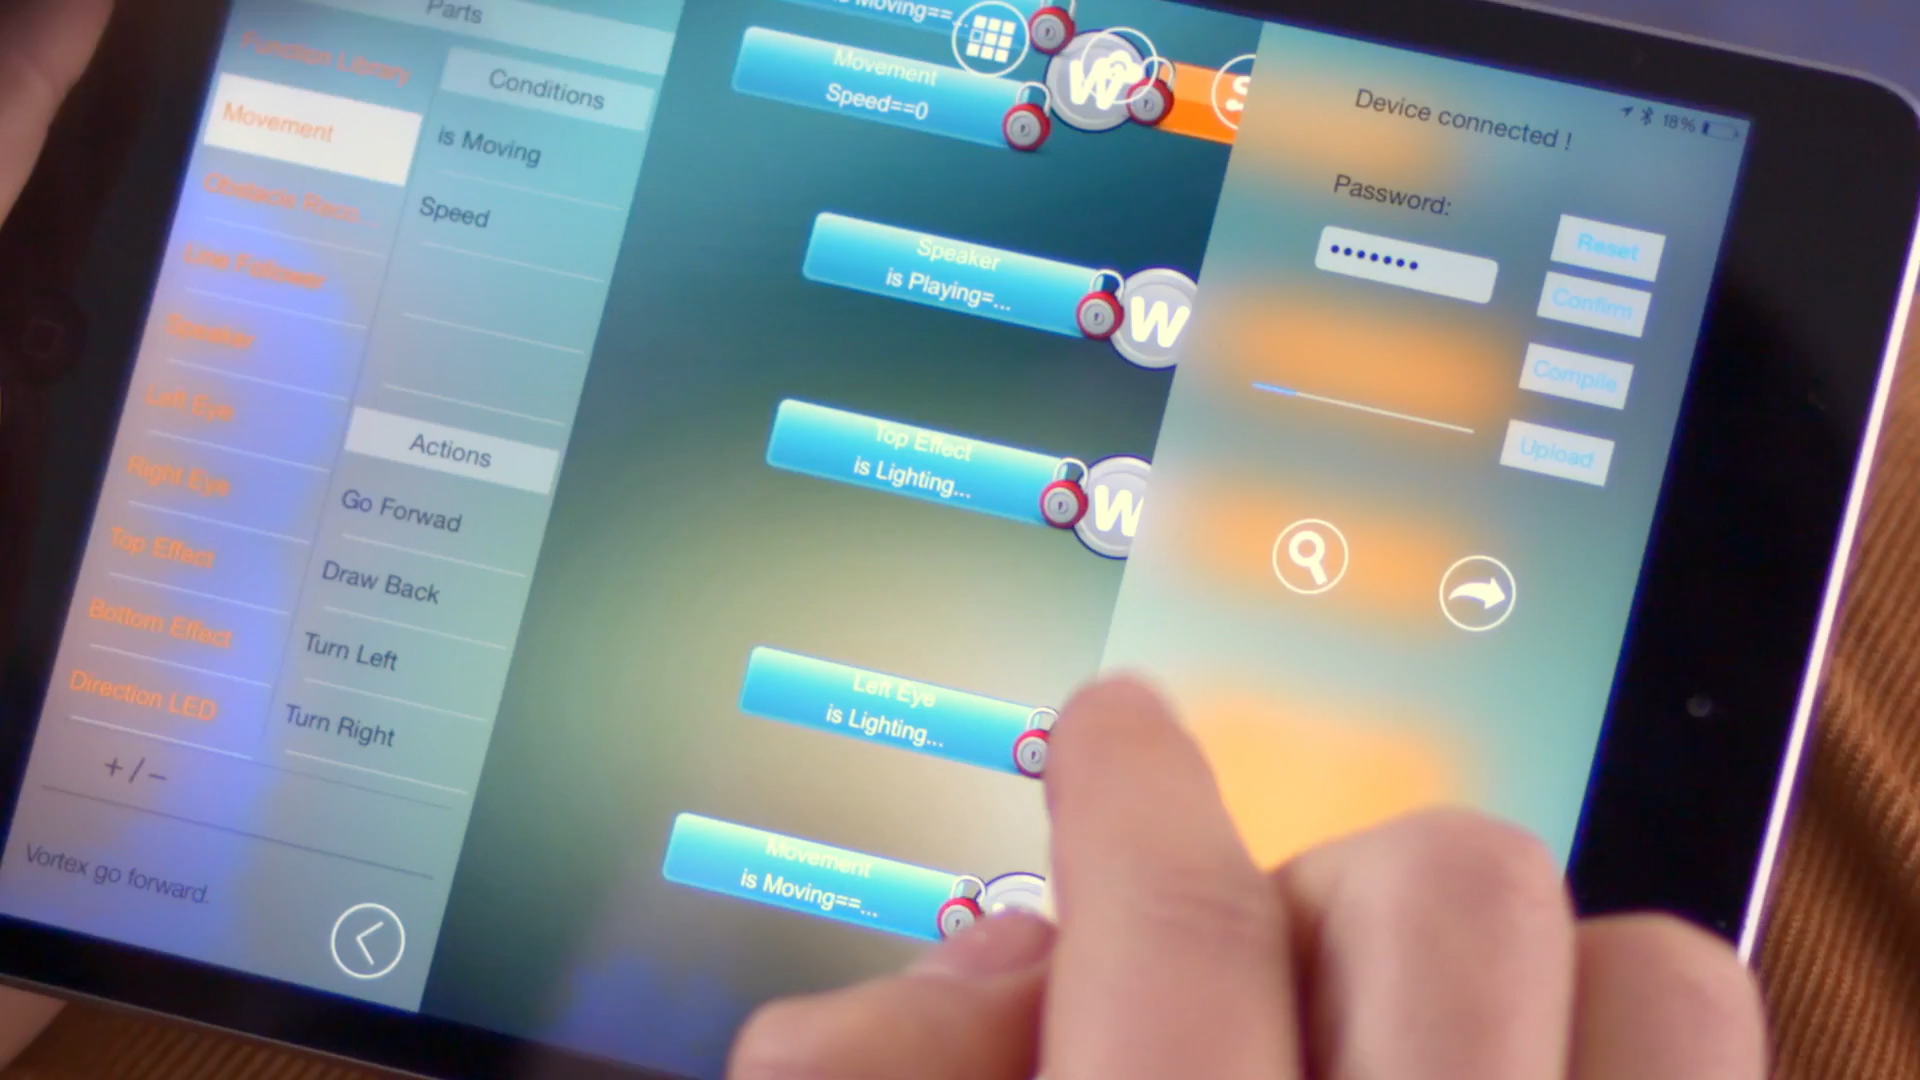 Parts
Function Library
Movement
Obstacle Reco...
Line Follower
Speaker
Left Eye
Right Eye
Top Effect
Bottom Effect
Direction LED
+ / -
Vortex go forward.
Conditions
is Moving
Speed
Actions
Go Forwad
Draw Back
Turn Left
Turn Right
is Moving==...
Movement
Speed==0
W
S
Speaker
is Playing=...
W
Top Effect
is Lighting...
W
Left Eye
is Lighting...
Movement
is Moving==...
18%
Device connected !
Password:
•••••••
Reset
Confirm
Compile
Upload